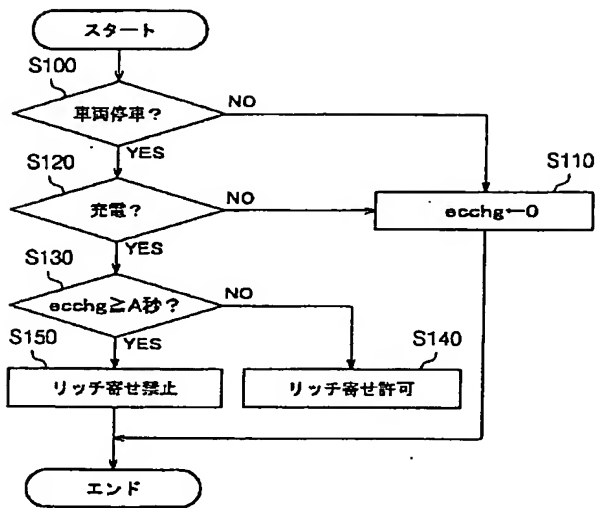 スタート
S100
車両停車？
NO
YES
S120
充電？
NO
YES
S110
ecchg←0
S130
ecchg≧A秒？
NO
YES
S150
リッチ寄せ禁止
S140
リッチ寄せ許可
エンド